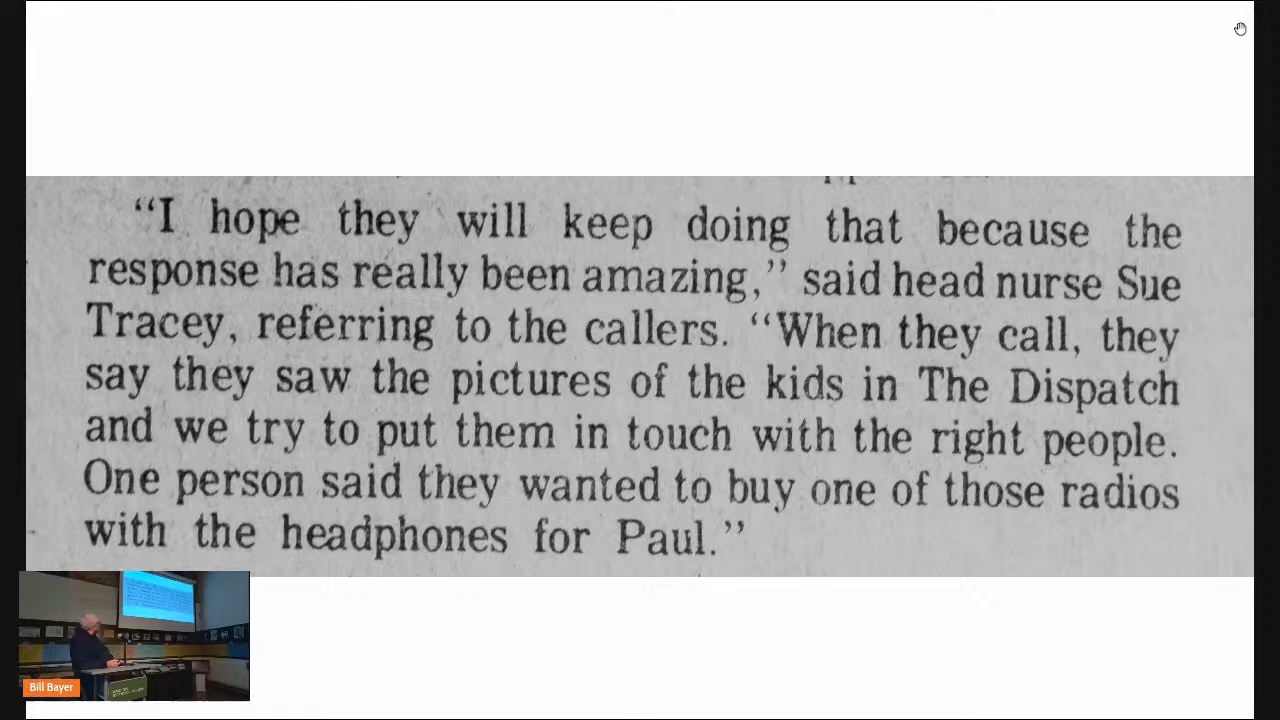 “I hope they will keep doing that because the
response has really been amazing,’’ said head nurse Sue
Tracey, referring to the callers. “When they call, they
say they saw the pictures of the kids in The Dispatch
and we try to put them in touch with the right people.
One person said they wanted to buy one of those radios
with the headphones for Paul.”
Bill Bayer